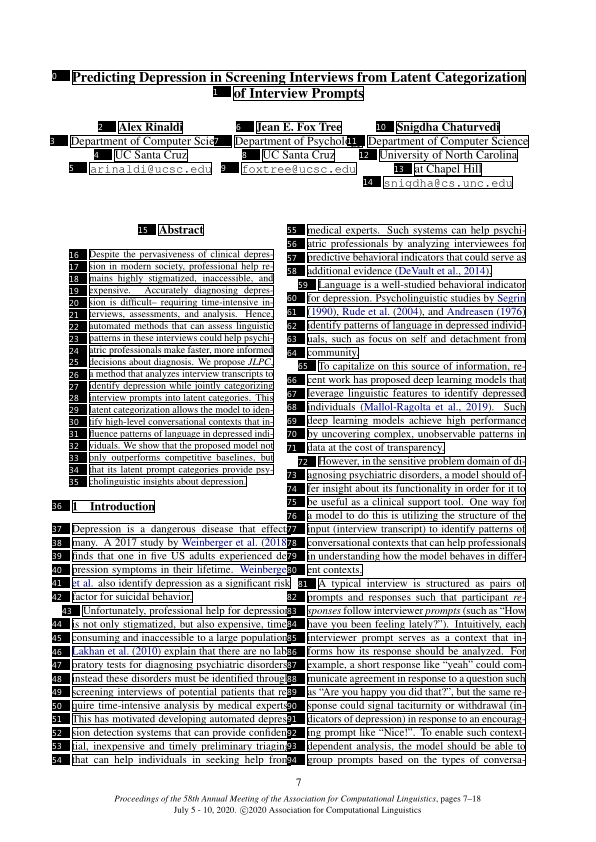 0 Predicting Depression in Screening Interviews from Latent Categorization
1 of Interview Prompts
2 Alex Rinaldi
3 Department of Computer
4 UC Santa Cruz
5 arinaldi@ucsc.edu
6 Jean E. Fox Tree
7 Department of
8 UC Santa Cruz
9 foxtree@ucsc.edu
10 Snigdha Chaturvedi
11 Department of Computer Science
12 University of North Carolina
13 at Chapel Hill
14 snigdha@cs.unc.edu
15 Abstract
16 Despite the pervasiveness of clinical depres-
17 sion in modern society, professional help re-
18 mains highly stigmatized, inaccessible, and
19 expensive. Accurately diagnosing depres-
20 sion is difficult– requiring time-intensive in-
21 terviews, assessments, and analysis. Hence,
22 automated methods that can assess linguistic
23 patterns in these interviews could help psychi-
24 atric professionals make faster, more informed
25 decisions about diagnosis. We propose JLPC,
26 a method that analyzes interview transcripts to
27 identify depression while jointly categorizing
28 interview prompts into latent categories. This
29 latent categorization allows the model to iden-
30 tify high-level conversational contexts that in-
31 fluence patterns of language in depressed indi-
32 viduals. We show that the proposed model not
33 only outperforms competitive baselines, but
34 that its latent prompt categories provide psy-
35 cholinguistic insights about depression.
36 1 Introduction
37 Depression is a dangerous disease that effect
38 many. A 2017 study by Weinberger et al. (2018
39 finds that one in five US adults experienced de
40 pression symptoms in their lifetime. Weinberge
41 et al. also identify depression as a significant risk
42 factor for suicidal behavior.
43 Unfortunately, professional help for depression
44 is not only stigmatized, but also expensive, time
45 consuming and inaccessible to a large population
46 Lakhan et al. (2010) explain that there are no lab
47 oratory tests for diagnosing psychiatric disorders
48 instead these disorders must be identified through
49 screening interviews of potential patients that re
50 quire time-intensive analysis by medical experts
51 This has motivated developing automated depres
52 sion detection systems that can provide confiden
53 tial, inexpensive and timely preliminary triaging
54 that can help individuals in seeking help from
55 medical experts. Such systems can help psychi-
56 atric professionals by analyzing interviewees for
57 predictive behavioral indicators that could serve as
58 additional evidence (DeVault et al., 2014).
59 Language is a well-studied behavioral indicator
60 for depression. Psycholinguistic studies by Segrin
61 (1990), Rude et al. (2004), and Andreasen (1976)
62 identify patterns of language in depressed individ-
63 uals, such as focus on self and detachment from
64 community.
65 To capitalize on this source of information, re-
66 cent work has proposed deep learning models that
67 leverage linguistic features to identify depressed
68 individuals (Mallol-Ragolta et al., 2019). Such
69 deep learning models achieve high performance
70 by uncovering complex, unobservable patterns in
71 data at the cost of transparency.
72 However, in the sensitive problem domain of di-
73 agnosing psychiatric disorders, a model should of-
74 fer insight about its functionality in order for it to
75 be useful as a clinical support tool. One way for
76 a model to do this is utilizing the structure of the
77 input (interview transcript) to identify patterns of
78 conversational contexts that can help professionals
79 in understanding how the model behaves in differ-
80 ent contexts.
81 A typical interview is structured as pairs of
82 prompts and responses such that participant re-
83 sponses follow interviewer prompts (such as “How
84 have you been feeling lately?”). Intuitively, each
85 interviewer prompt serves as a context that in-
86 forms how its response should be analyzed. For
87 example, a short response like “yeah” could com-
88 municate agreement in response to a question such
89 as “Are you happy you did that?”, but the same re-
90 sponse could signal taciturnity or withdrawal (in-
91 dicators of depression) in response to an encourag-
92 ing prompt like “Nice!”. To enable such context-
93 dependent analysis, the model should be able to
94 group prompts based on the types of conversa-
7
Proceedings of the 58th Annual Meeting of the Association for Computational Linguistics, pages 7–18
July 5 - 10, 2020. ©2020 Association for Computational Linguistics